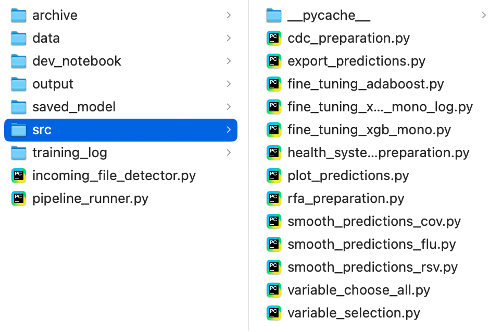 archive
data
dev_notebook
output
saved_model
src
training_log
incoming_file_detector.py
pipeline_runner.py
__pycache__
cdc_preparation.py
export_predictions.py
fine_tuning_adaboost.py
fine_tuning_x..._mono_log.py
fine_tuning_xgb_mono.py
health_syste...preparation.py
plot_predictions.py
rfa_preparation.py
smooth_predictions_cov.py
smooth_predictions_flu.py
smooth_predictions_rsv.py
variable_choose_all.py
variable_selection.py